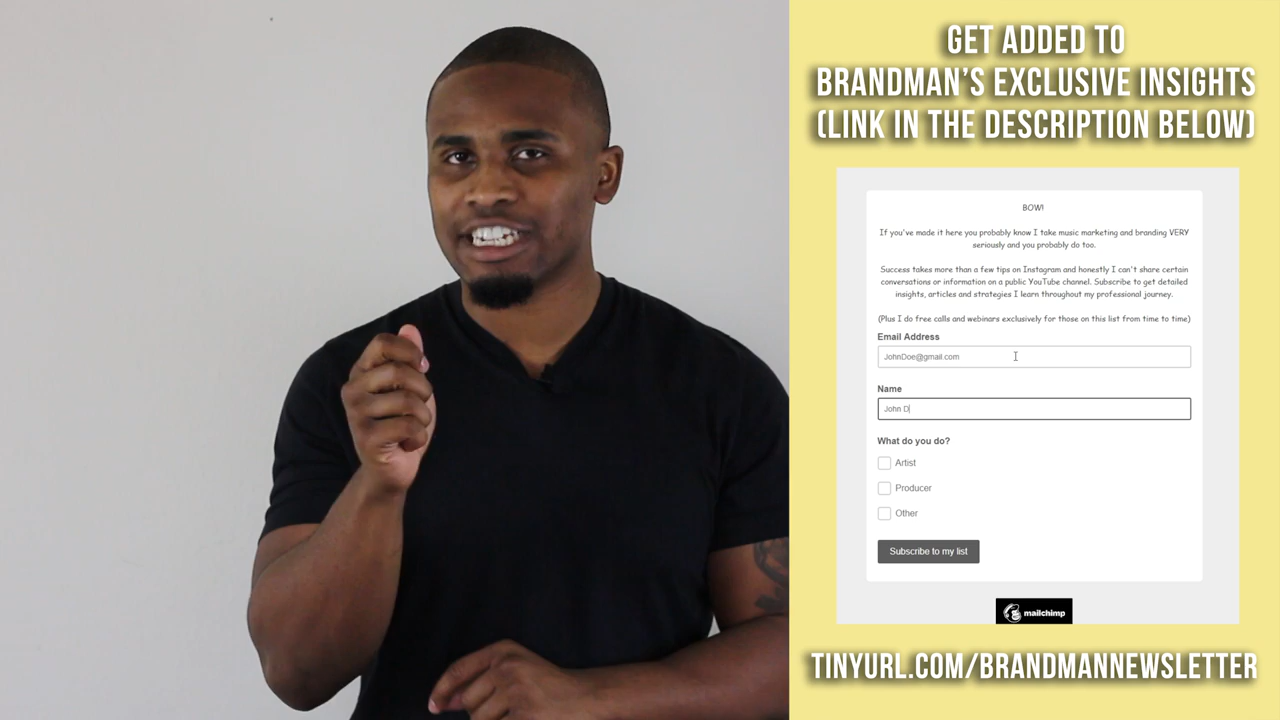 GET ADDED TO
BRANDMAN'S EXCLUSIVE INSIGHTS
(LINK IN THE DESCRIPTION BELOW)
BOW!
If you've made it here you probably know I take music marketing and branding VERY
seriously and you probably do too.
Success takes more than a few tips on Instagram and honestly I can't share certain
conversations or information on a public YouTube channel. Subscribe to get detailed
insights, articles and strategies I learn throughout my professional journey.
(Plus I do free calls and webinars exclusively for those on this list from time to time)
Email Address
JohnDoe@gmail.com
Name
John D
What do you do?
Artist
Producer
Other
Subscribe to my list
mailchimp
TINYURL.COM/BRANDMANNEWSLETTER